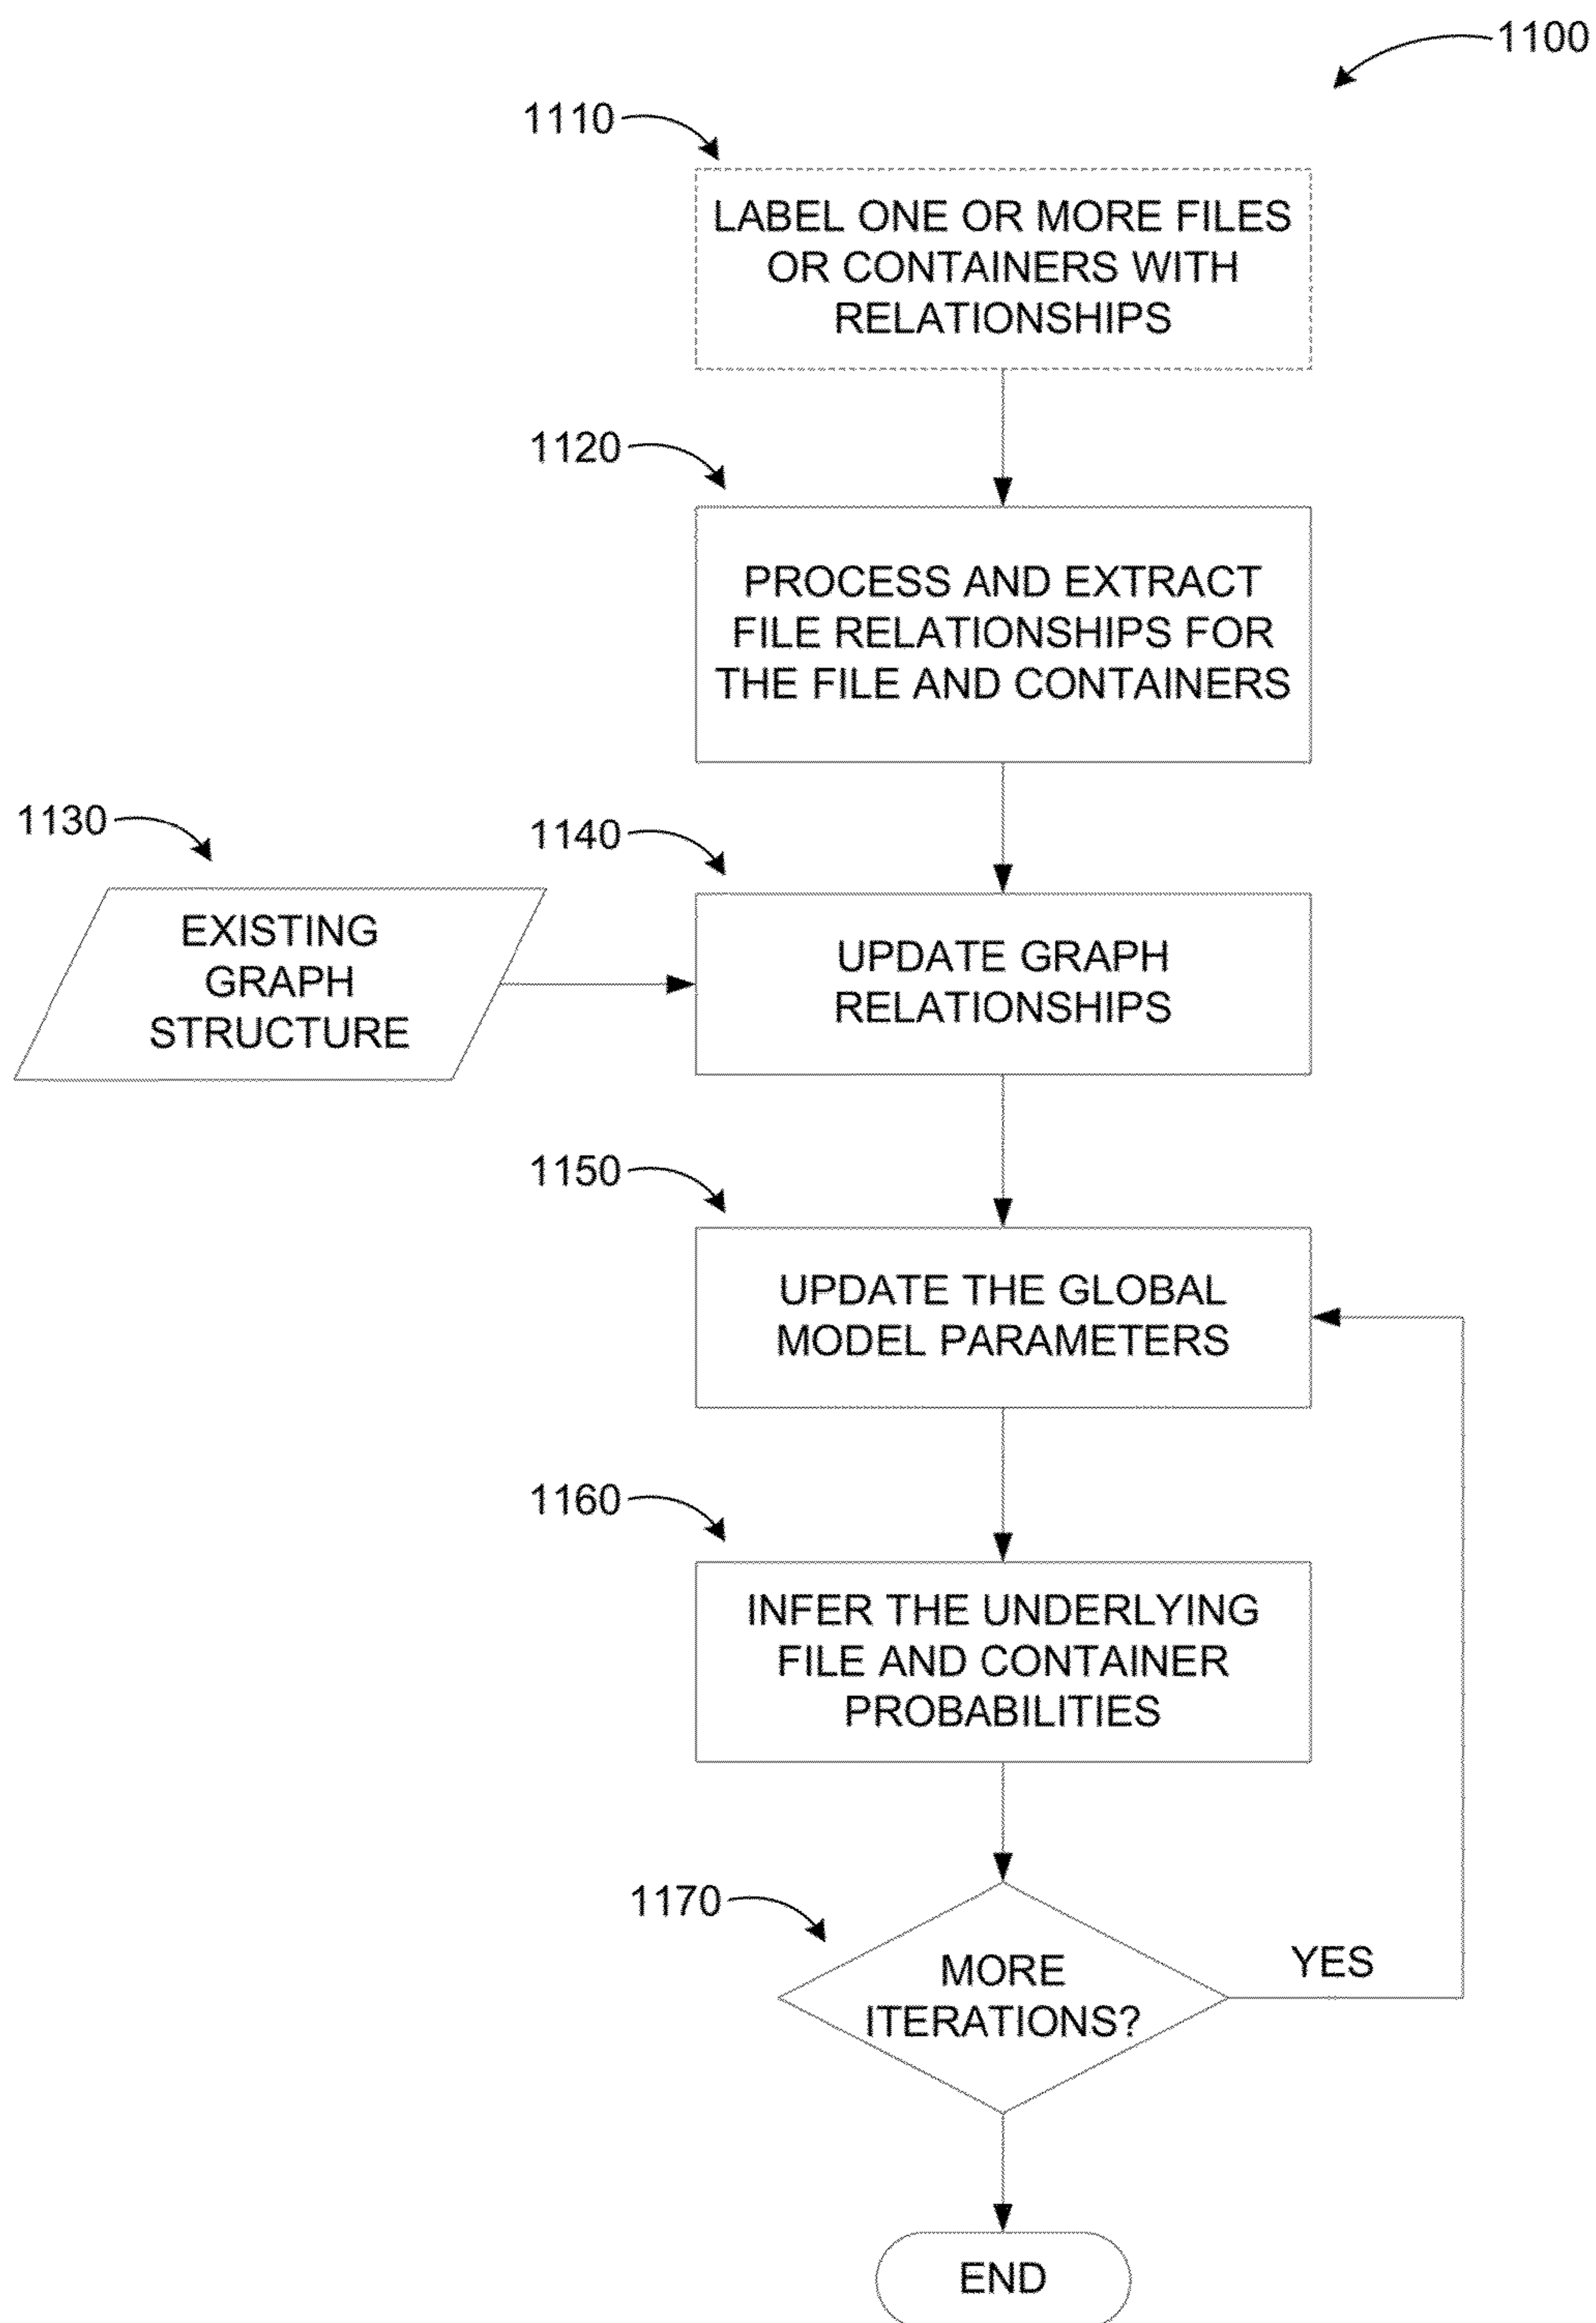 1100
1110
LABEL ONE OR MORE FILES
OR CONTAINERS WITH
RELATIONSHIPS
1120
PROCESS AND EXTRACT
FILE RELATIONSHIPS FOR
THE FILE AND CONTAINERS
1130
EXISTING
GRAPH
STRUCTURE
1140
UPDATE GRAPH
RELATIONSHIPS
1150
UPDATE THE GLOBAL
MODEL PARAMETERS
1160
INFER THE UNDERLYING
FILE AND CONTAINER
PROBABILITIES
1170
MORE
ITERATIONS?
YES
END